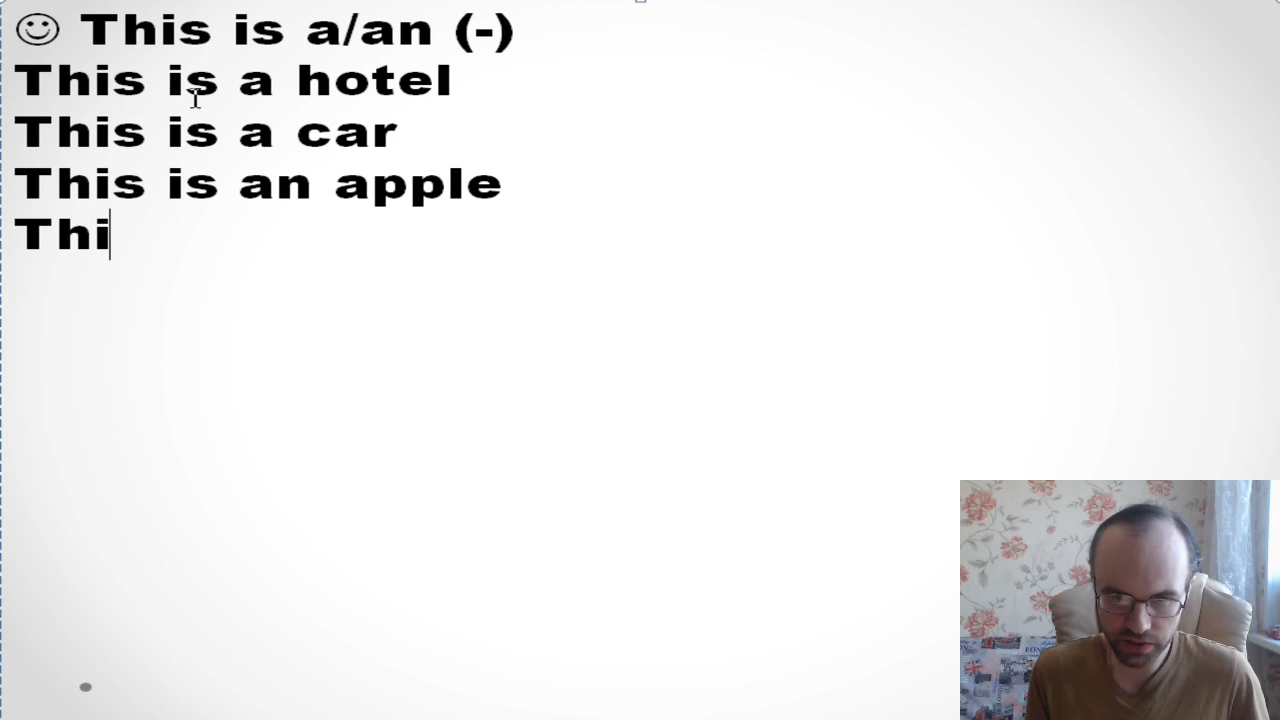 ☺ This is a/an (-)
This is a hotel
This is a car
This is an apple
Thi